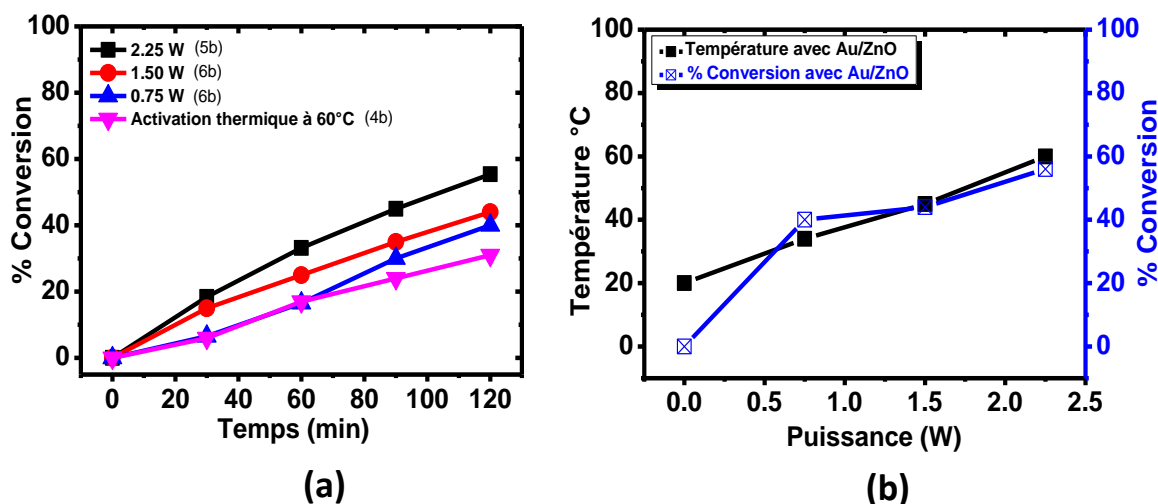 100
80
60
40
20
0
% Conversion
2.25 W (5b)
1.50 W (6b)
0.75 W (6b)
Activation thermique à 60°C (4b)
0 20 40 60 80 100 120
Temps (min)
(a)
100
80
60
40
20
0
Température °C
Température avec Au/ZnO
% Conversion avec Au/ZnO
100
80
60
40
20
0
% Conversion
0.0 0.5 1.0 1.5 2.0 2.5
Puissance (W)
(b)